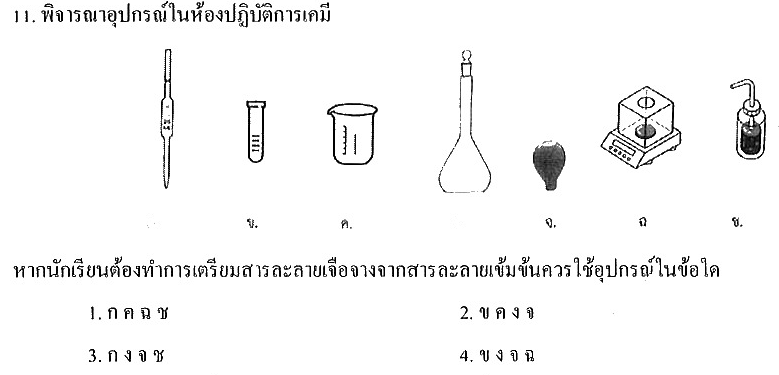 11. พิจารณาอุปกรณ์ในห้องปฏิบัติการเคมี
ข. ค. จ. ฉ ช.
หากนักเรียนต้องทำการเตรียมสารละลายเจือจางจากสารละลายเข้มข้นควรใช้อุปกรณ์ในข้อใด
1. ก ค ฉ ช 2. ข ค ง จ
3. ก ง จ ช 4. ข ง จ ฉ